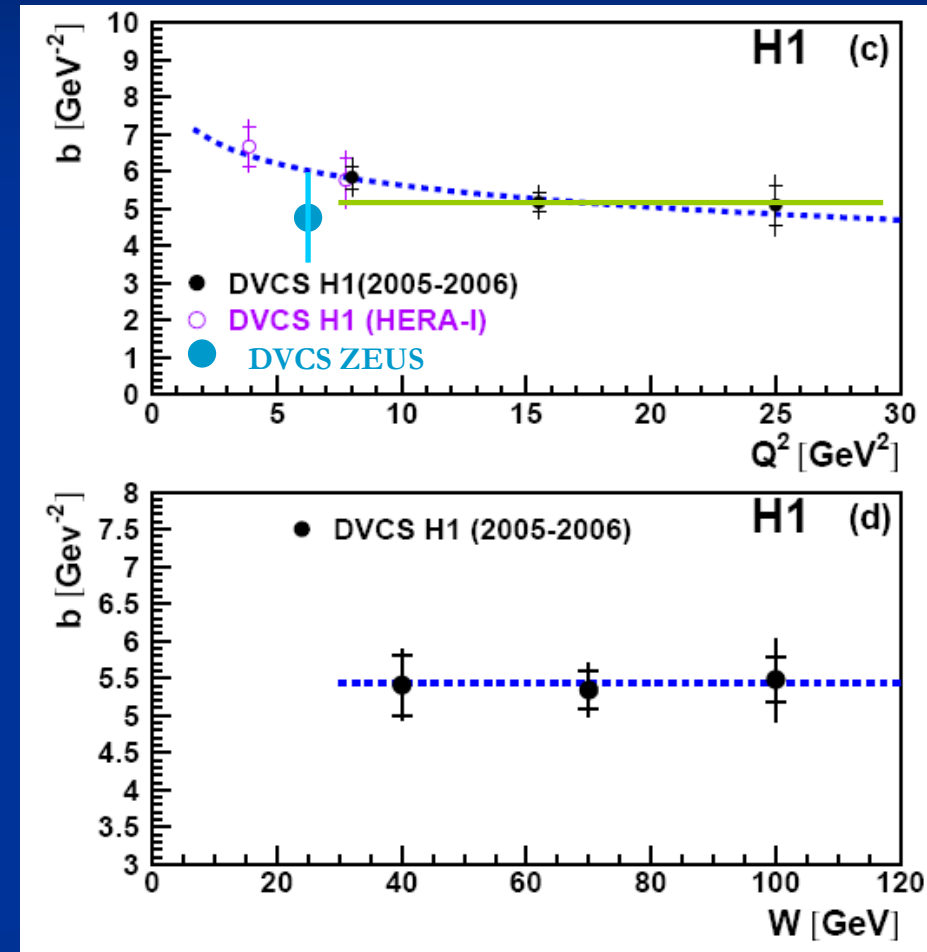 b [GeV⁻²]
10
9
8
7
6
5
4
3
2
1
0
H1 (c)
DVCS H1(2005-2006)
DVCS H1 (HERA-I)
DVCS ZEUS
0 5 10 15 20 25 30
Q² [GeV²]
b [Gev⁻²]
8
7.5
7
6.5
6
5.5
5
4.5
4
3.5
3
H1 (d)
DVCS H1 (2005-2006)
0 20 40 60 80 100 120
W [GeV]